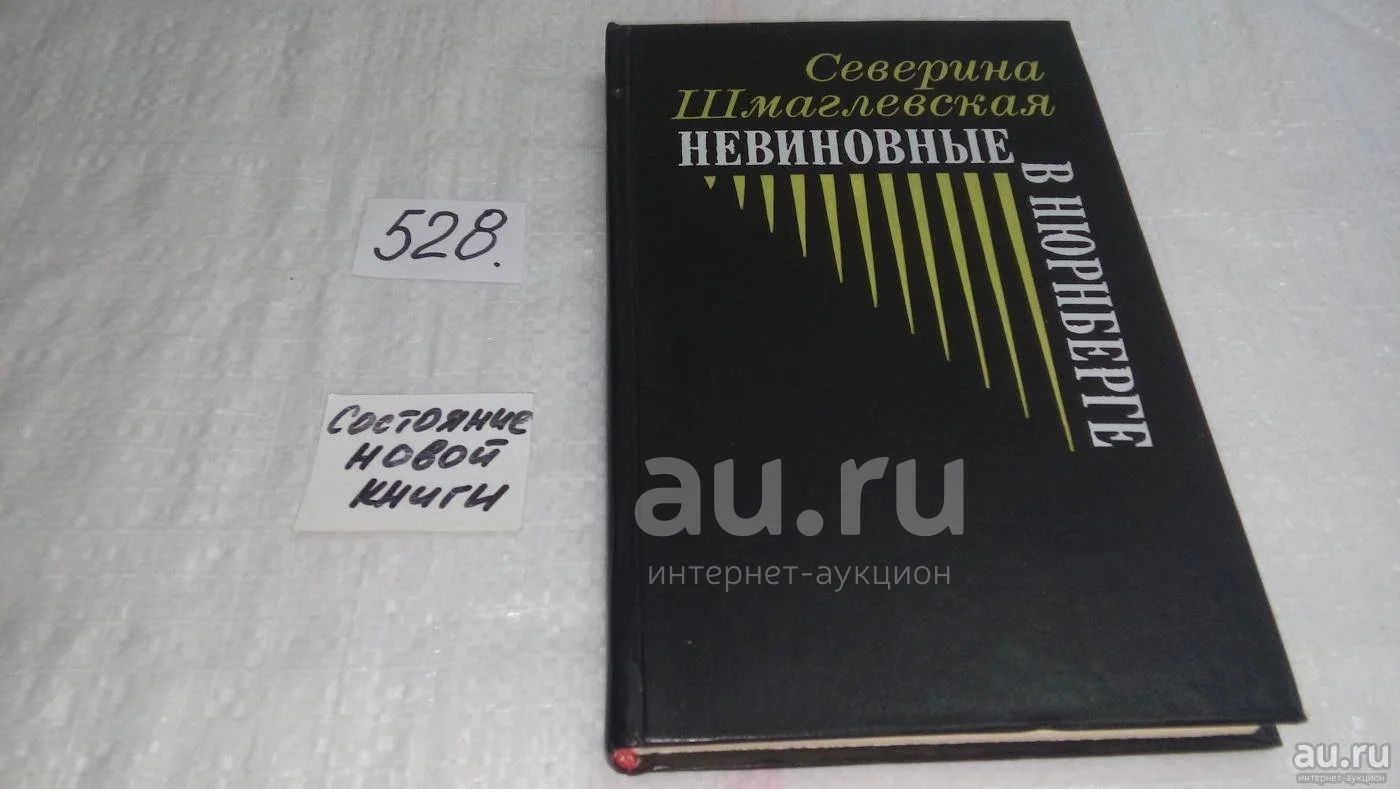 Северина
Шмаглевская
НЕВИНОВНЫЕ
В НЮРНБЕРГЕ
528.
Состояние
новой
книги
au.ru
интернет-аукцион
au.ru
интернет-аукцион